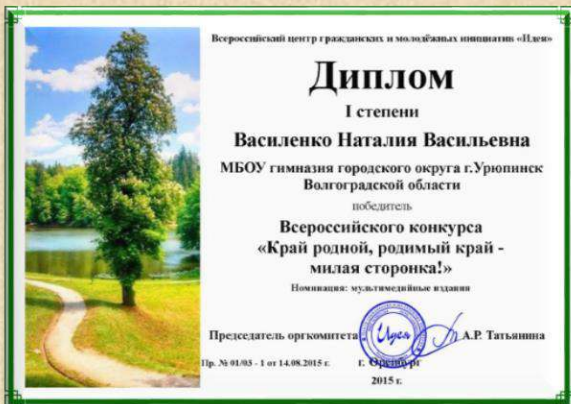 Всероссийский центр гражданских и молодёжных инициатив «Идея»
Диплом
I степени
Василенко Наталия Васильевна
МБОУ гимназия городского округа г.Урюпинск
Волгоградской области
победитель
Всероссийского конкурса
«Край родной, родимый край -
милая сторонка!»
Номинация: мультимедийные издания
Председатель оргкомитета Идея А.Р. Татьянина
Пр. № 01/03 - 1 от 14.08.2015 г. г. Оренбург
2015 г.